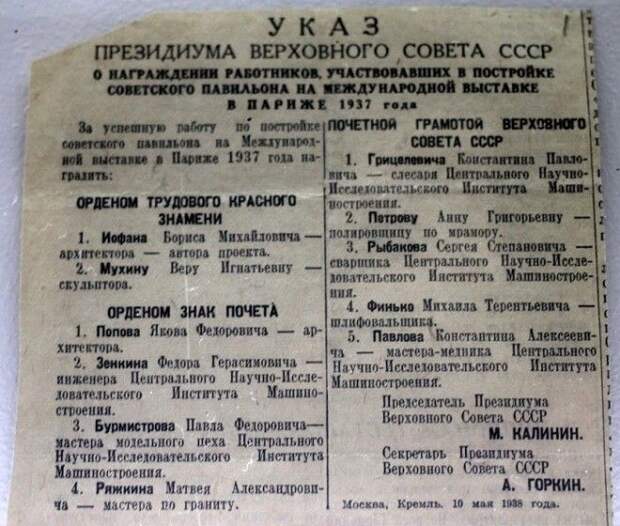 УКАЗ
ПРЕЗИДИУМА ВЕРХОВНОГО СОВЕТА СССР
О НАГРАЖДЕНИИ РАБОТНИКОВ, УЧАСТВОВАВШИХ В ПОСТРОЙКЕ
СОВЕТСКОГО ПАВИЛЬОНА НА МЕЖДУНАРОДНОЙ ВЫСТАВКЕ
В ПАРИЖЕ 1937 года
За успешную работу по постройке
советского павильона на Международ-
ной выставке в Париже 1937 года на-
градить:
ОРДЕНОМ ТРУДОВОГО КРАСНОГО
ЗНАМЕНИ
1. Иофана Бориса Михайловича —
архитектора — автора проекта.
2. Мухину Веру Игнатьевну —
скульптора.
ОРДЕНОМ ЗНАК ПОЧЕТА
1. Попова Якова Федоровича — ар-
хитектора.
2. Зенкина Федора Герасимовича —
инженера Центрального Научно-Иссле-
довательского Института Машино-
строения.
3. Бурмистрова Павла Федоровича—
мастера модельного цеха Центрального
Научно-Исследовательского Института
Машиностроения.
4. Ряжкина Матвея Александрови-
ча — мастера по граниту.
ПОЧЕТНОЙ ГРАМОТОЙ ВЕРХОВНОГО
СОВЕТА СССР
1. Грицелевича Константина Павло-
вича — слесаря Центрального Научно-
Исследовательского Института Маши-
ностроения.
2. Петрову Анну Григорьевну —
полировщицу по мрамору.
3. Рыбакова Сергея Степановича —
сварщика Центрального Научно-Иссле-
довательского Института Машинострое-
ния.
4. Финько Михаила Терентьевича —
шлифовальщика.
5. Павлова Константина Алексееви-
ча — мастера-медника Центрального
Научно-Исследовательского Института
Машиностроения.
Председатель Президиума
Верховного Совета СССР
М. КАЛИНИН.
Секретарь Президиума
Верховного Совета СССР
А. ГОРКИН.
Москва, Кремль. 10 мая 1938 года.